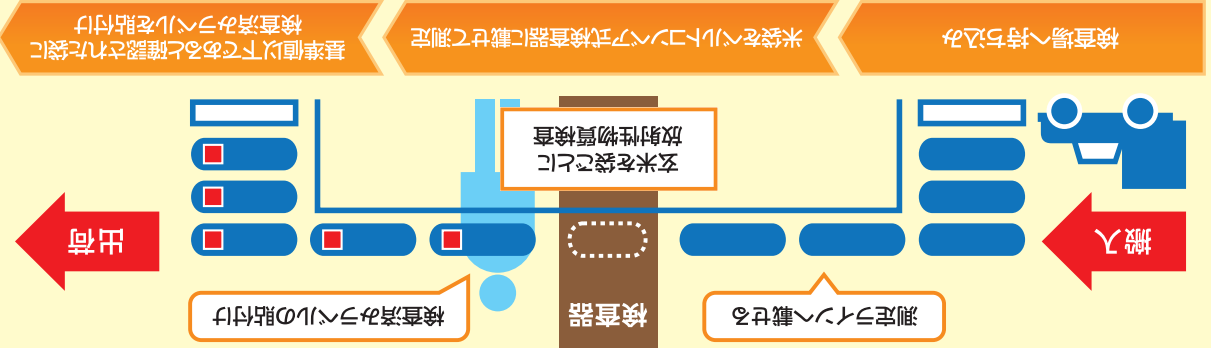 搬入
測定ラインへ載せる
検査器
検査済みラベルの貼付け
出荷
玄米を袋ごとに
放射性物質検査
検査場へ持ち込み
米袋をベルトコンベア式検査器に載せて測定
基準値以下であると確認された袋に
検査済みラベルを貼付け